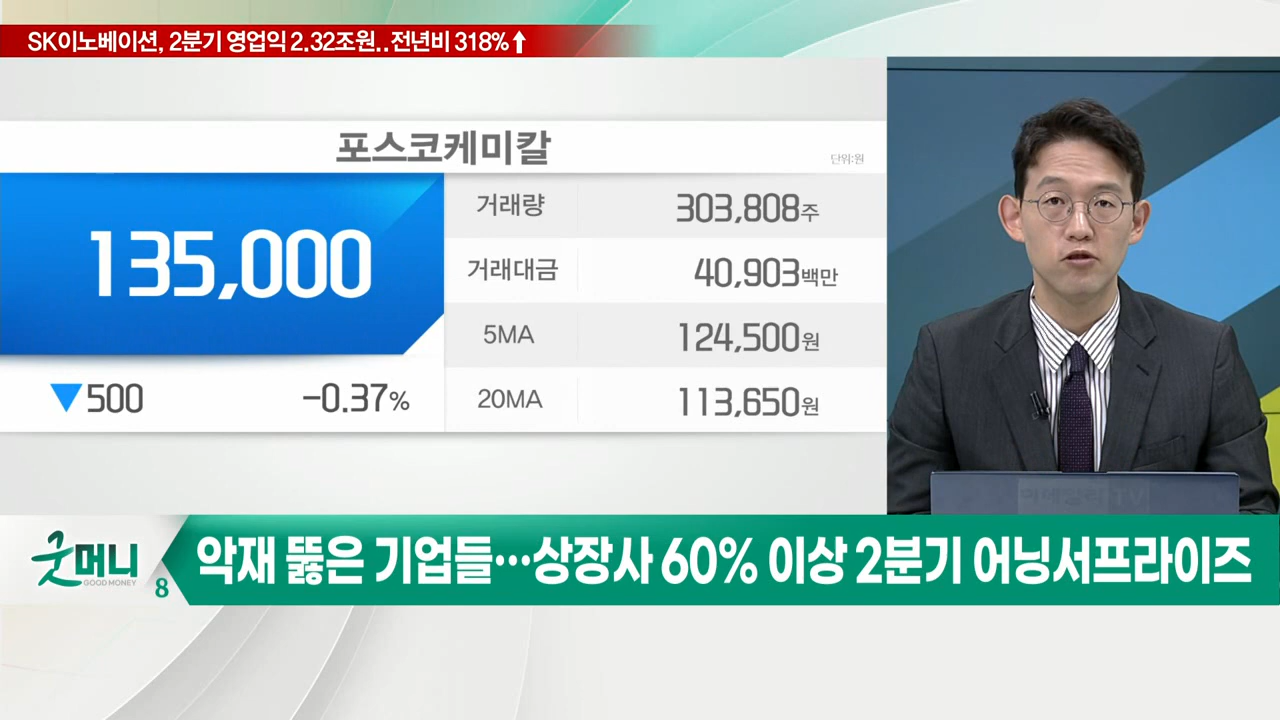 SK이노베이션, 2분기 영업익 2.32조원..전년비 318%↑
포스코케미칼
단위:원
135,000
▼500 -0.37%
거래량 303,808주
거래대금 40,903백만
5MA 124,500원
20MA 113,650원
이데일리 TV
굿머니
GOOD MONEY
8
악재 뚫은 기업들…상장사 60% 이상 2분기 어닝서프라이즈